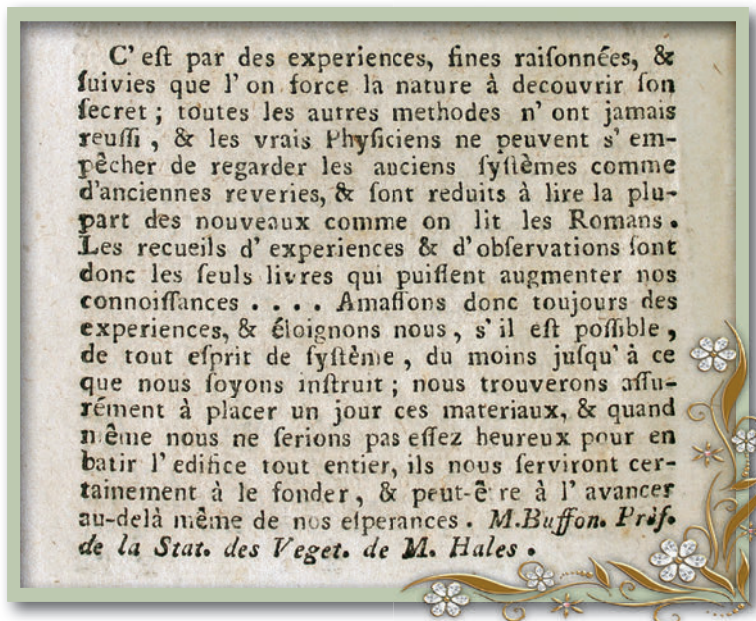 C'eſt par des experiences, fines raiſonnées, &
ſuivies que l'on force la nature à decouvrir ſon
ſecret ; toutes les autres methodes n'ont jamais
reuſſi , & les vrais Phyſiciens ne peuvent s'em-
pêcher de regarder les anciens ſyſtèmes comme
d'anciennes reveries, & ſont reduits à lire la plu-
part des nouveaux comme on lit les Romans .
Les recueils d'experiences & d'obſervations ſont
donc les ſeuls livres qui puiſſent augmenter nos
connoiſſances . . . . Amaſſons donc toujours des
experiences, & éloignons nous , s'il eſt poſſible ,
de tout eſprit de ſyſtème , du moins juſqu'à ce
que nous ſoyons inſtruit ; nous trouverons aſſu-
rément à placer un jour ces materiaux, & quand
même nous ne ſerions pas eſſez heureux pour en
batir l'edifice tout entier, ils nous ſerviront cer-
tainement à le fonder , & peut-être à l'avancer
au-delà même de nos eſperances . M.Buffon. Préf.
de la Stat. des Veget. de M. Hales .